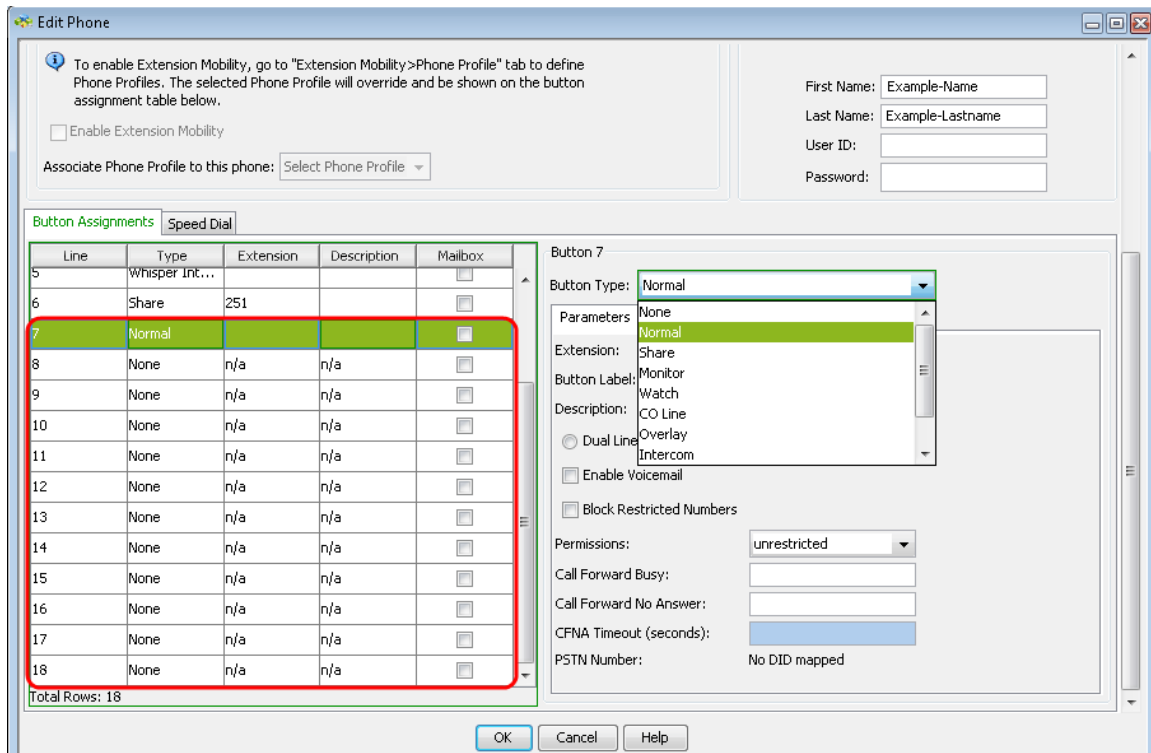 Edit Phone
To enable Extension Mobility, go to "Extension Mobility>Phone Profile" tab to define
Phone Profiles. The selected Phone Profile will override and be shown on the button
assignment table below.
Enable Extension Mobility
Associate Phone Profile to this phone: Select Phone Profile
First Name: Example-Name
Last Name: Example-Lastname
User ID:
Password:
Button Assignments Speed Dial
Line Type Extension Description Mailbox
5 Whisper Int...
6 Share 251
7 Normal
8 None n/a n/a
9 None n/a n/a
10 None n/a n/a
11 None n/a n/a
12 None n/a n/a
13 None n/a n/a
14 None n/a n/a
15 None n/a n/a
16 None n/a n/a
17 None n/a n/a
18 None n/a n/a
Total Rows: 18
Button 7
Button Type: Normal
None
Normal
Share
Monitor
Watch
CO Line
Overlay
Intercom
Parameters
Extension:
Button Label:
Description:
Dual Line
Enable Voicemail
Block Restricted Numbers
Permissions: unrestricted
Call Forward Busy:
Call Forward No Answer:
CFNA Timeout (seconds):
PSTN Number: No DID mapped
OK Cancel Help